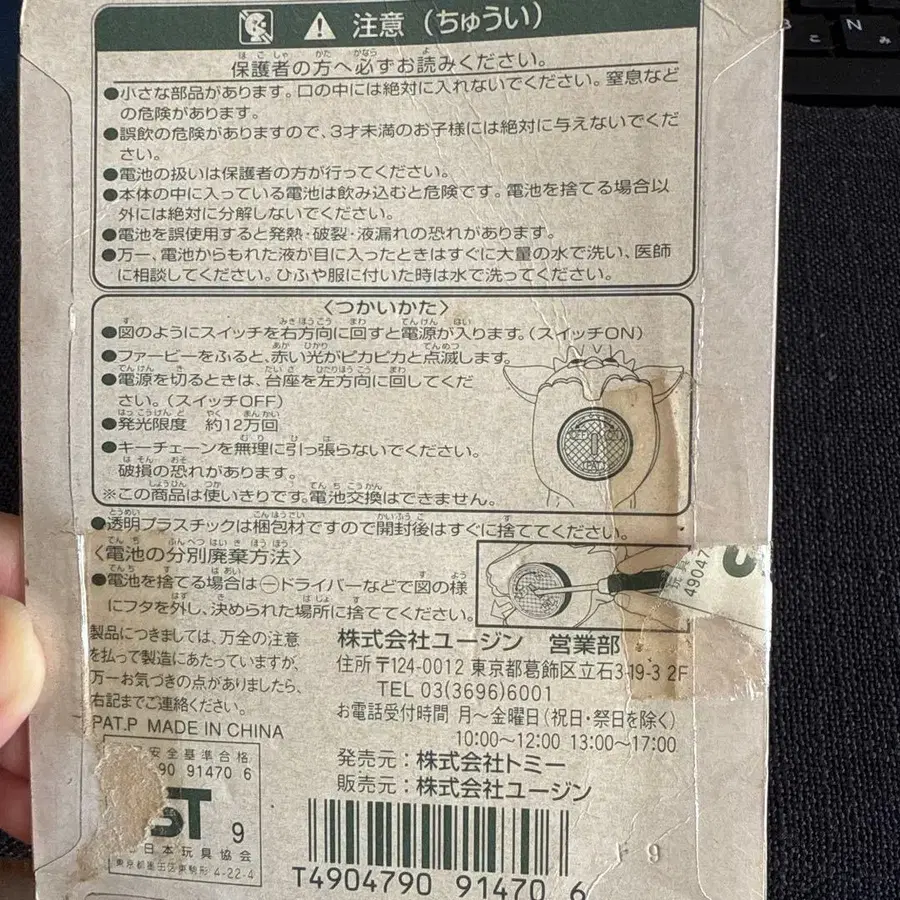 注意（ちゅうい）
保護者の方へ必ずお読みください。
●小さな部品があります。口の中には絶対に入れないでください。窒息など
の危険があります。
●誤飲の危険がありますので、3才未満のお子様には絶対に与えないでくだ
さい。
●電池の扱いは保護者の方が行ってください。
●本体の中に入っている電池は飲み込むと危険です。電池を捨てる場合以
外には絶対に分解しないでください。
●電池を誤使用すると発熱・破裂・液漏れの恐れがあります。
●万一、電池からもれた液が目に入ったときはすぐに大量の水で洗い、医師
に相談してください。ひふや服に付いた時は水で洗ってください。
〈つかいかた〉
●図のようにスイッチを右方向に回すと電源が入ります。（スイッチON）
●ファービーをふると、赤い光がピカピカと点滅します。
●電源を切るときは、台座を左方向に回してくだ
さい。（スイッチOFF）
●発光限度　約12万回
●キーチェーンを無理に引っ張らないでください。
破損の恐れがあります。
※この商品は使いきりです。電池交換はできません。
●透明プラスチックは梱包材ですので開封後はすぐに捨ててください。
〈電池の分別廃棄方法〉
●電池を捨てる場合は㊀ドライバーなどで図の様
にフタを外し、決められた場所に捨ててください。
玩具
49047
製品につきましては、万全の注意
を払って製造にあたっていますが、
万一お気づきの点がありましたら、
右記までご連絡ください。
PAT.P MADE IN CHINA
株式会社ユージン　営業部
住所 〒124-0012 東京都葛飾区立石3-19-3 2F
TEL 03(3696)6001
お電話受付時間 月〜金曜日（祝日・祭日を除く）
10:00〜12:00 13:00〜17:00
発売元：株式会社トミー
販売元：株式会社ユージン
安全基準合格
90 91470 6
ST 9
日本玩具協会
東京都墨田区東駒形 4-22-4
T4904790 91470 6
N
み
こ